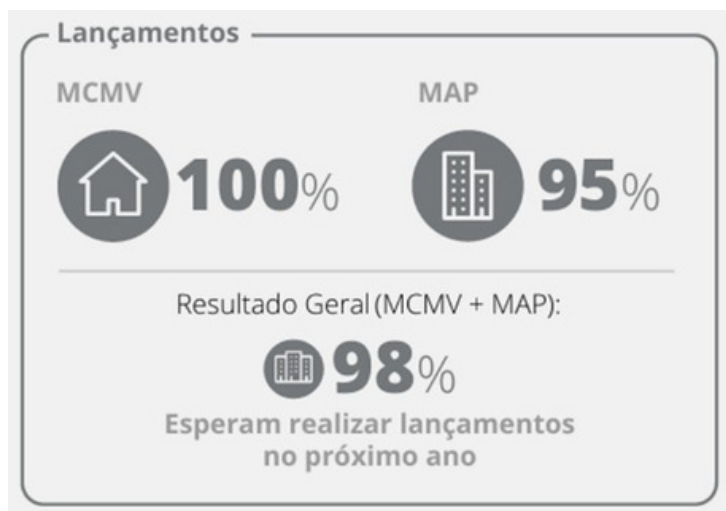 Lançamentos
MCMV
MAP
100%
95%
Resultado Geral (MCMV + MAP):
98%
Esperam realizar lançamentos
no próximo ano